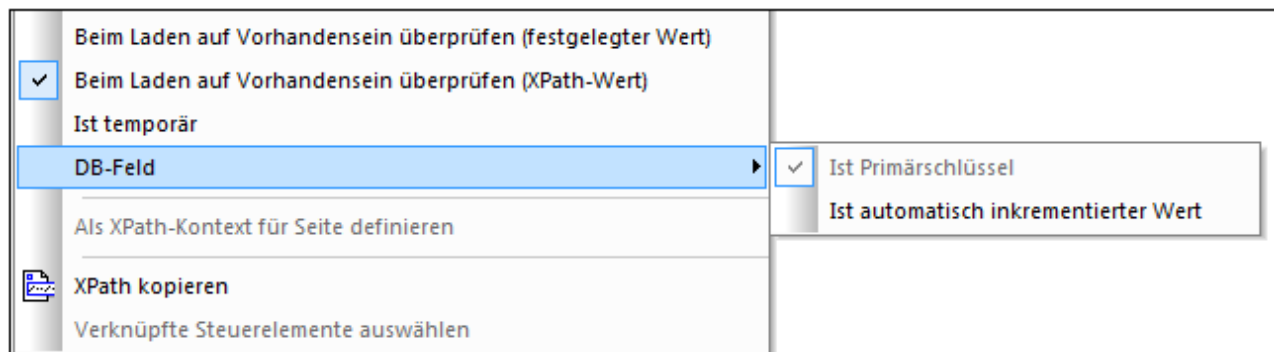 Beim Laden auf Vorhandensein überprüfen (festgelegter Wert)
Beim Laden auf Vorhandensein überprüfen (XPath-Wert)
Ist temporär
DB-Feld
Ist Primärschlüssel
Ist automatisch inkrementierter Wert
Als XPath-Kontext für Seite definieren
XPath kopieren
Verknüpfte Steuerelemente auswählen